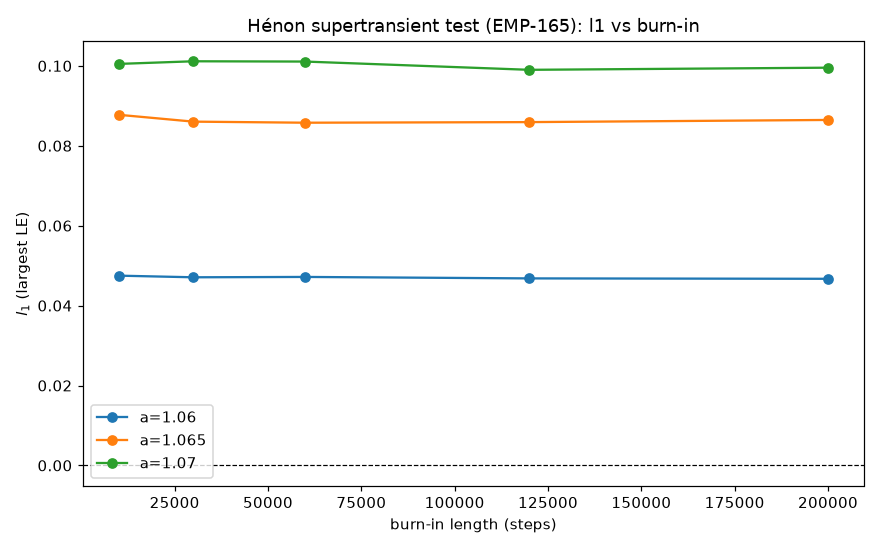 Hénon supertransient test (EMP-165): l1 vs burn-in
l₁ (largest LE)
0.10
0.08
0.06
0.04
0.02
0.00
a=1.06
a=1.065
a=1.07
25000 50000 75000 100000 125000 150000 175000 200000
burn-in length (steps)